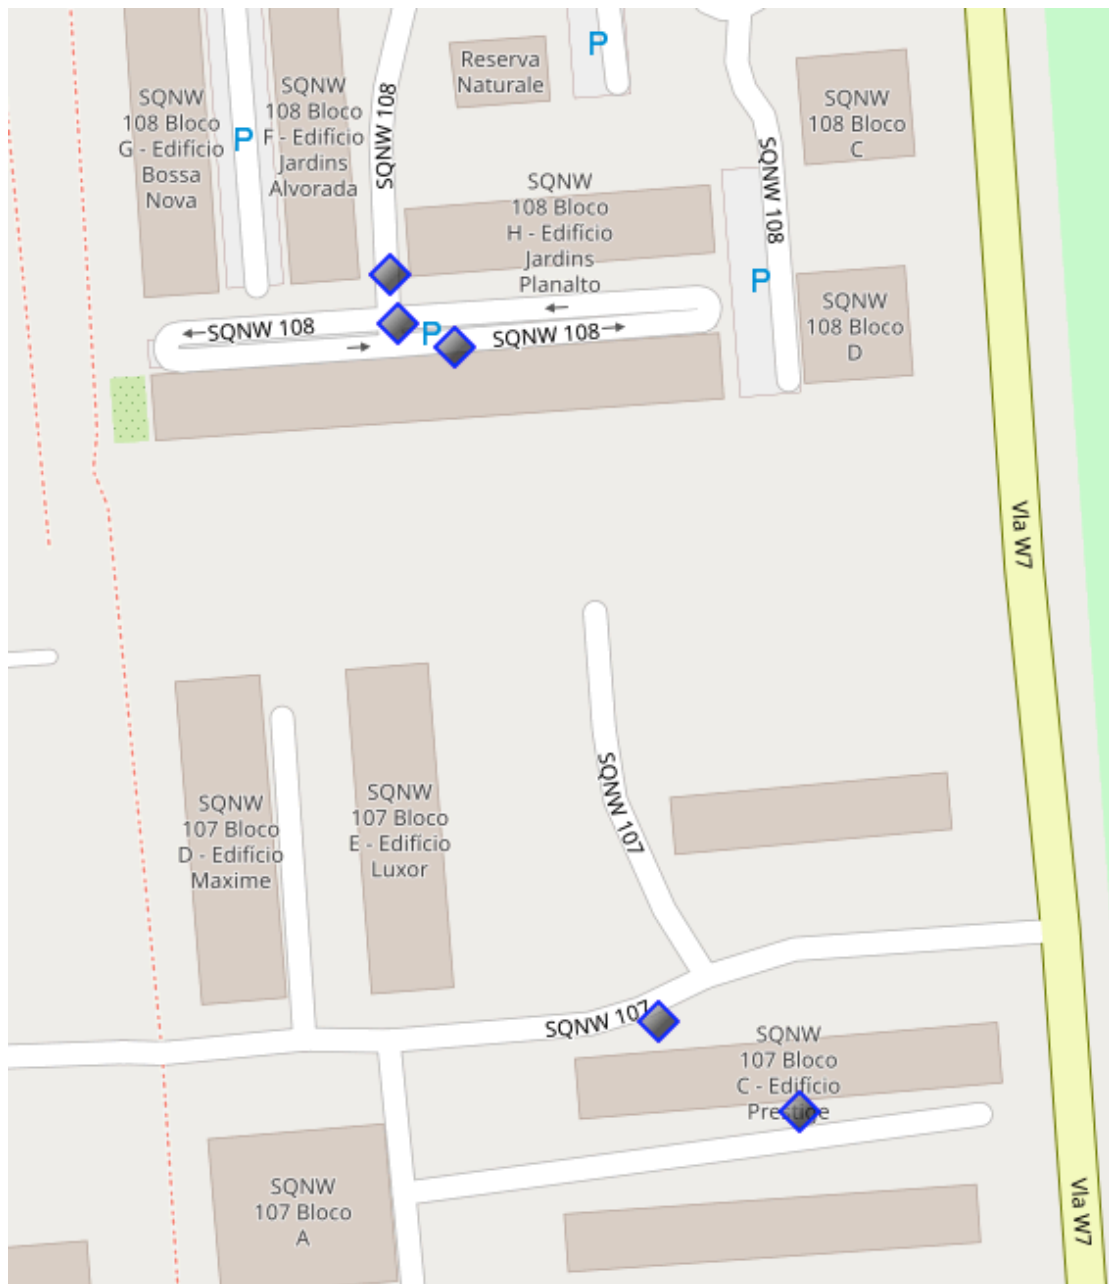 Reserva
Naturale
P
SQNW
108 Bloco
G - Edifício
Bossa
Nova
P
SQNW
108 Bloco
F - Edifício
Jardins
Alvorada
SQNW 108
SQNW
108 Bloco
C
SQNW 108
SQNW
108 Bloco
H - Edifício
Jardins
Planalto
P
SQNW
108 Bloco
D
SQNW 108
P
SQNW 108
Via W7
SQNW 107
SQNW
107 Bloco
D - Edifício
Maxime
SQNW
107 Bloco
E - Edifício
Luxor
SQNW 107
SQNW
107 Bloco
C - Edifício
Prestige
SQNW
107 Bloco
A
Via W7